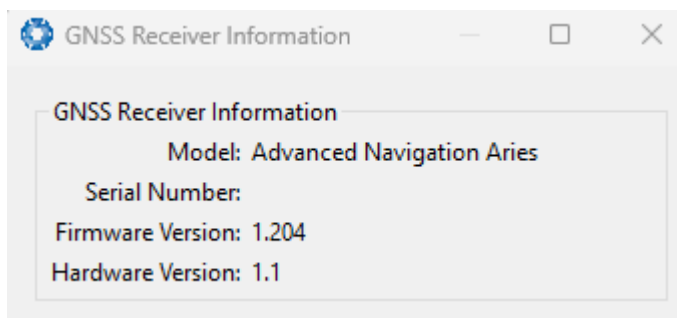 GNSS Receiver Information
GNSS Receiver Information
Model: Advanced Navigation Aries
Serial Number:
Firmware Version: 1.204
Hardware Version: 1.1